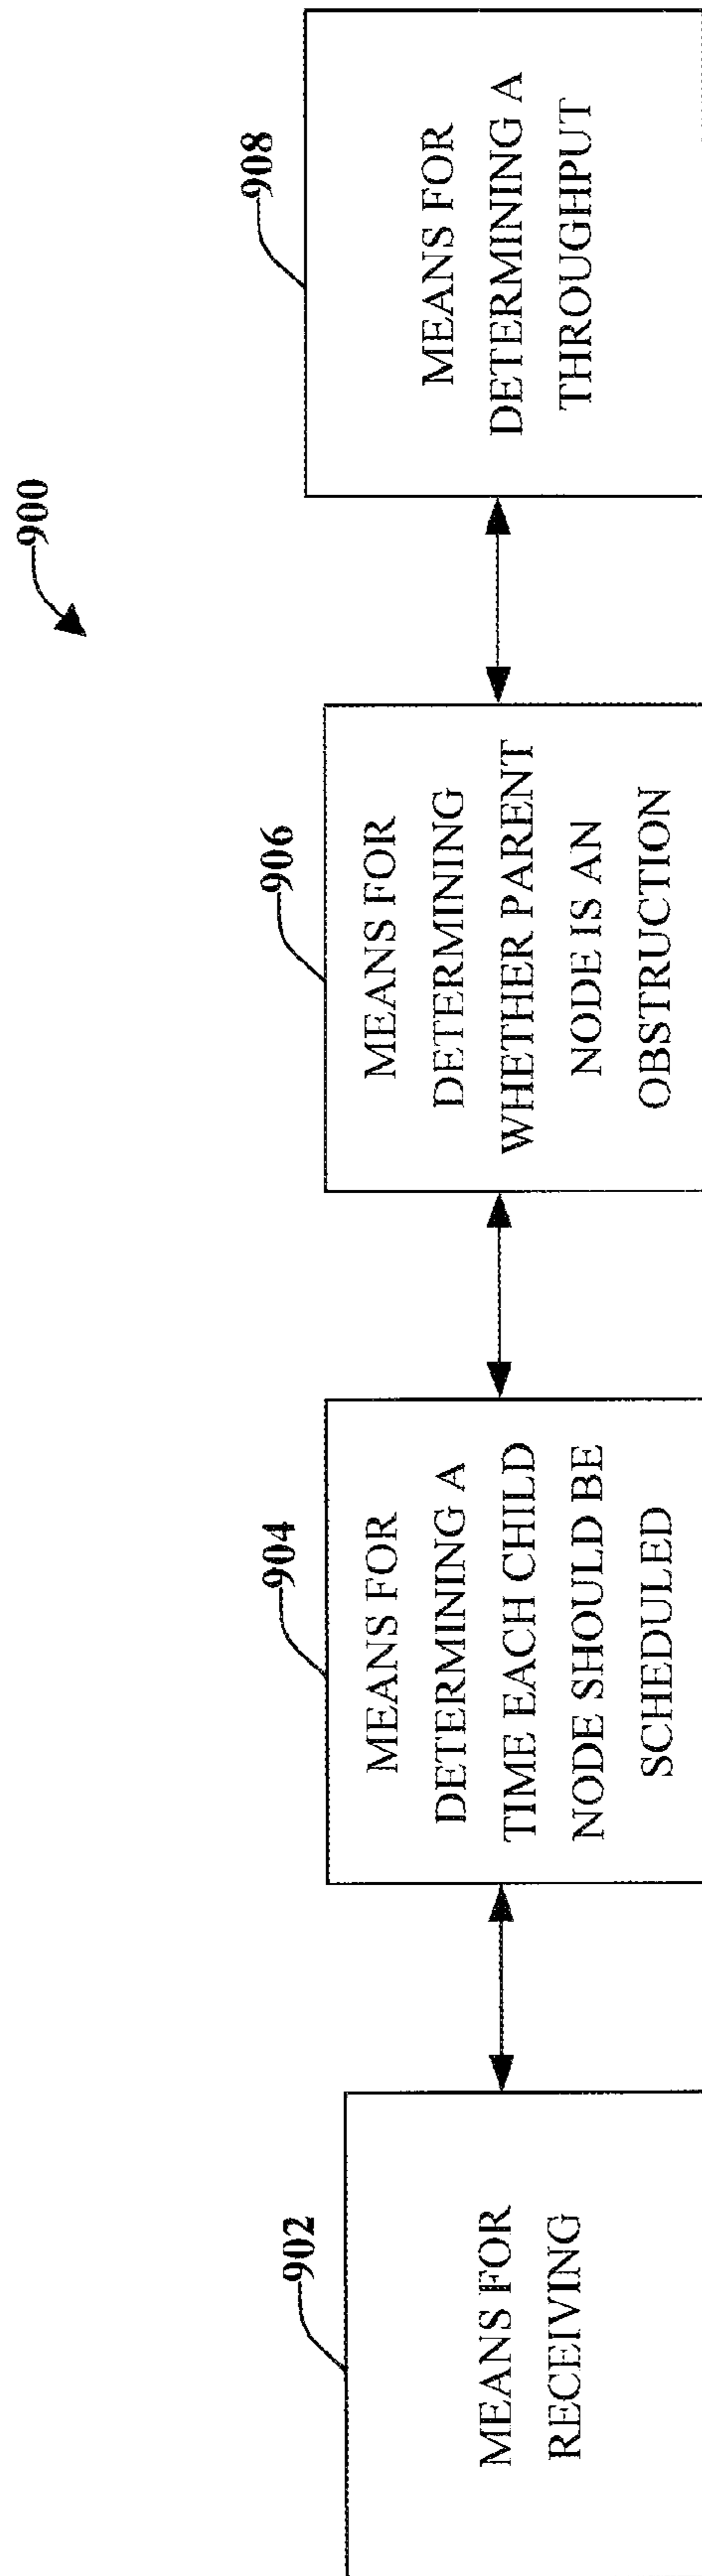 900
902
MEANS FOR
RECEIVING
904
MEANS FOR
DETERMINING A
TIME EACH CHILD
NODE SHOULD BE
SCHEDULED
906
MEANS FOR
DETERMINING
WHETHER PARENT
NODE IS AN
OBSTRUCTION
908
MEANS FOR
DETERMINING A
THROUGHPUT